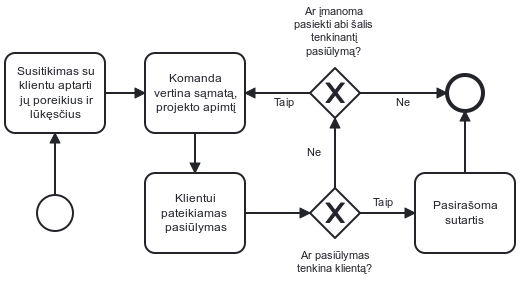 Ar įmanoma
pasiekti abi šalis
tenkinantį
pasiūlymą?
Susitikimas su
klientu aptarti
jų poreikius ir
lūkęsčius
Komanda
vertina sąmatą,
projekto apimtį
Taip
Ne
Ne
Klientui
pateikiamas
pasiūlymas
Taip
Pasirašoma
sutartis
Ar pasiūlymas
tenkina klientą?